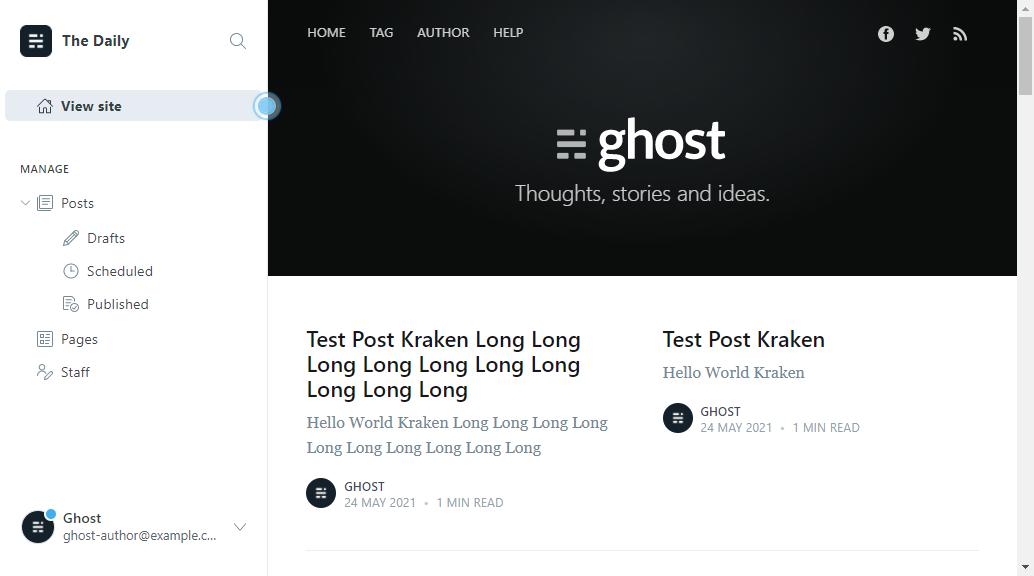 The Daily
View site
MANAGE
Posts
Drafts
Scheduled
Published
Pages
Staff
Ghost
ghost-author@example.c...
HOME TAG AUTHOR HELP
ghost
Thoughts, stories and ideas.
Test Post Kraken Long Long
Long Long Long Long Long
Long Long Long
Hello World Kraken Long Long Long Long
Long Long Long Long Long Long
GHOST
24 MAY 2021 • 1 MIN READ
Test Post Kraken
Hello World Kraken
GHOST
24 MAY 2021 • 1 MIN READ